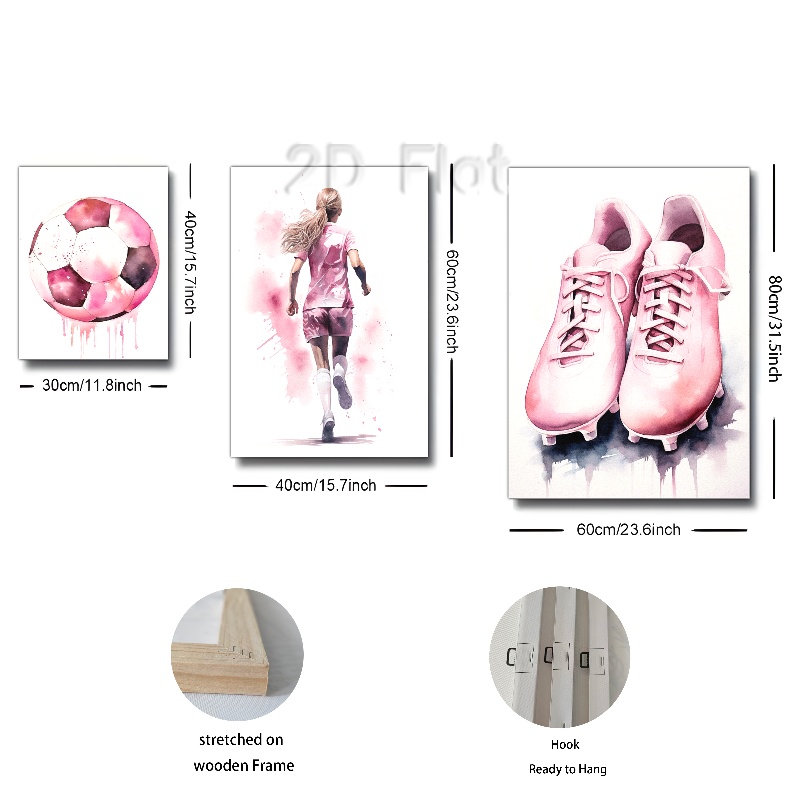 2D Flat
40cm/15.7inch
30cm/11.8inch
60cm/23.6inch
40cm/15.7inch
80cm/31.5inch
60cm/23.6inch
stretched on
wooden Frame
Hook
Ready to Hang